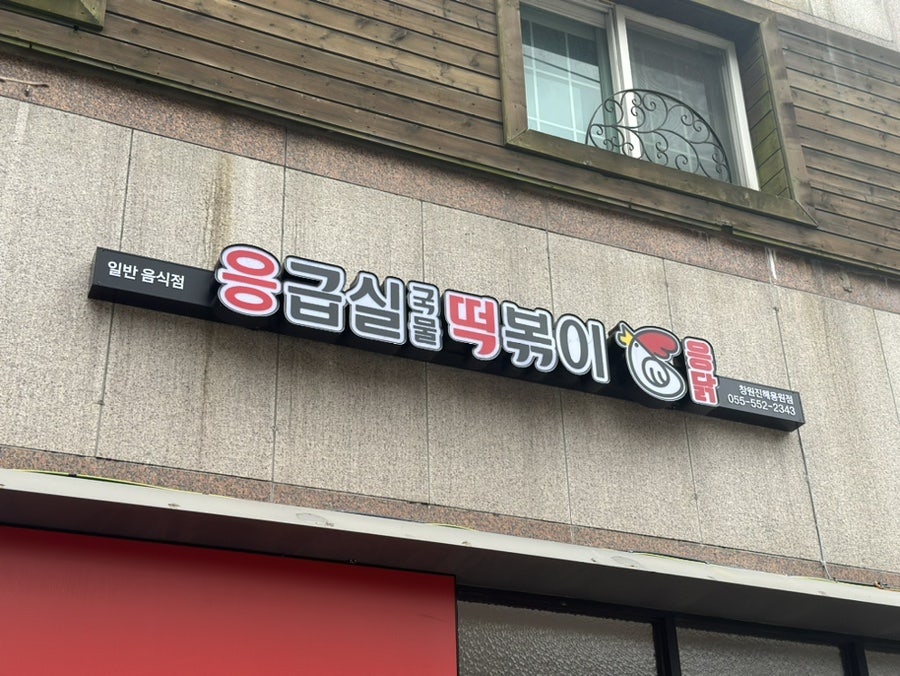 일반 음식점
응급실 국물 떡볶이
응닭
창원진해용원점
055-552-2343